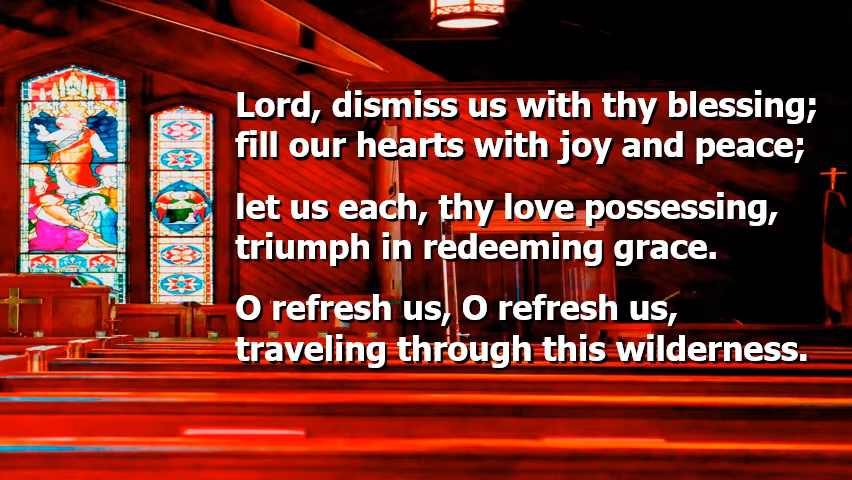 Lord, dismiss us with thy blessing;
fill our hearts with joy and peace;
let us each, thy love possessing,
triumph in redeeming grace.
O refresh us, O refresh us,
traveling through this wilderness.